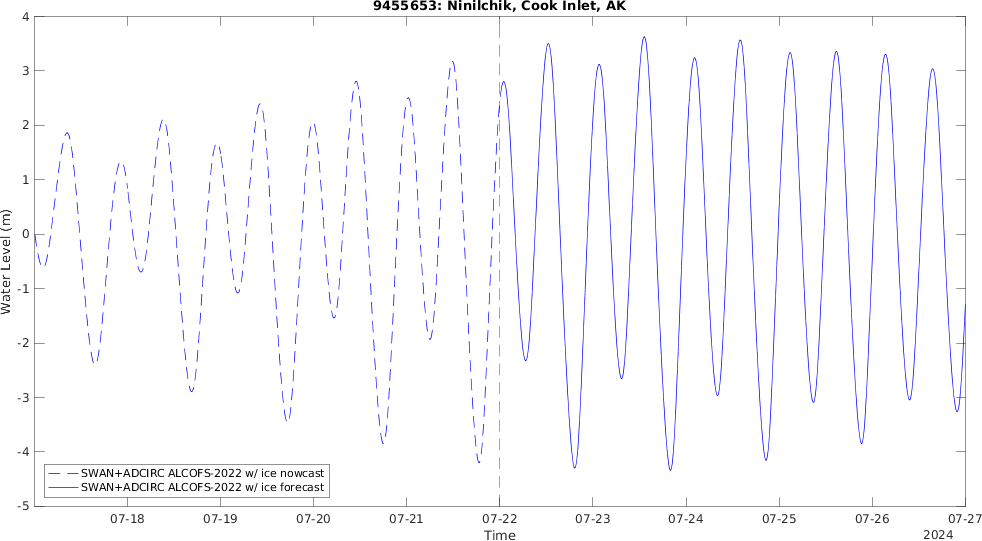 9455653: Ninilchik, Cook Inlet, AK
4
3
2
1
0
-1
-2
-3
-4
-5
Water Level (m)
SWAN+ADCIRC ALCOFS-2022 w/ ice nowcast
SWAN+ADCIRC ALCOFS-2022 w/ ice forecast
07-18 07-19 07-20 07-21 07-22 07-23 07-24 07-25 07-26 07-27
Time
2024